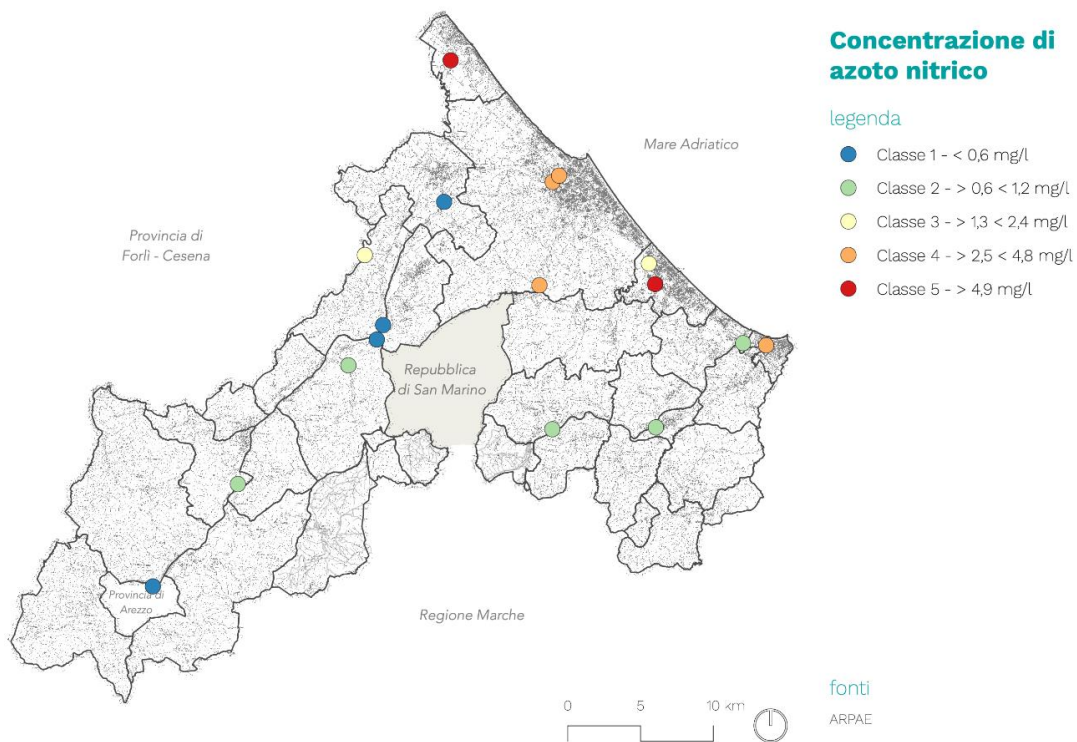 Concentrazione di
azoto nitrico
legenda
Classe 1 - < 0,6 mg/l
Classe 2 - > 0,6 < 1,2 mg/l
Classe 3 - > 1,3 < 2,4 mg/l
Classe 4 - > 2,5 < 4,8 mg/l
Classe 5 - > 4,9 mg/l
Mare Adriatico
Provincia di
Forlì - Cesena
Repubblica
di San Marino
Provincia di
Arezzo
Regione Marche
0 5 10 km
fonti
ARPAE